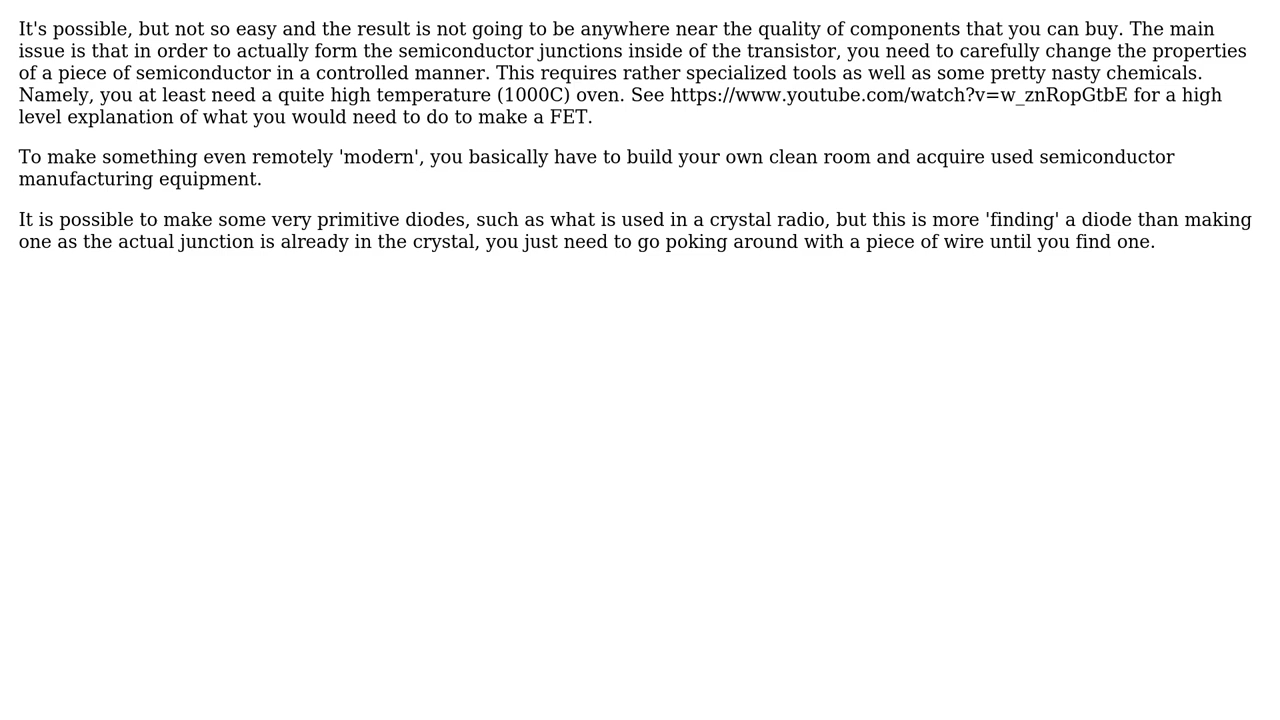 It's possible, but not so easy and the result is not going to be anywhere near the quality of components that you can buy. The main
issue is that in order to actually form the semiconductor junctions inside of the transistor, you need to carefully change the properties
of a piece of semiconductor in a controlled manner. This requires rather specialized tools as well as some pretty nasty chemicals.
Namely, you at least need a quite high temperature (1000C) oven. See https://www.youtube.com/watch?v=w_znRopGtbE for a high
level explanation of what you would need to do to make a FET.
To make something even remotely 'modern', you basically have to build your own clean room and acquire used semiconductor
manufacturing equipment.
It is possible to make some very primitive diodes, such as what is used in a crystal radio, but this is more 'finding' a diode than making
one as the actual junction is already in the crystal, you just need to go poking around with a piece of wire until you find one.